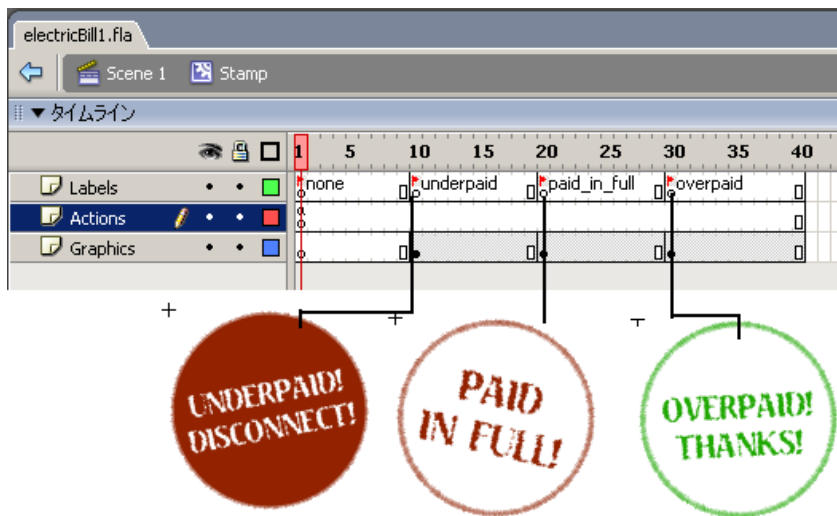 electricBill1.fla
Scene 1 Stamp
タイムライン
1 5 10 15 20 25 30 35 40
Labels none underpaid paid_in_full overpaid
Actions a
Graphics
UNDERPAID!
DISCONNECT!
PAID
IN FULL!
OVERPAID!
THANKS!